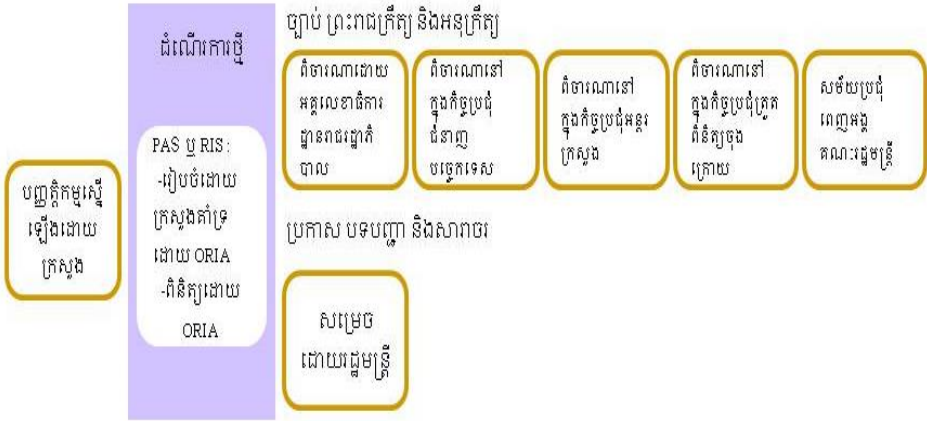 បញ្ញត្តិកម្មស្នើ
ឡើងដោយ
ក្រសួង
ដំណើរការថ្មី
PAS ឬ RIS :
-រៀបចំដោយ
ក្រសួងគាំទ្រ
ដោយ ORIA
-ពិនិត្យដោយ
ORIA
ច្បាប់ ព្រះរាជក្រឹត្យ និងអនុក្រឹត្យ
ពិចារណាដោយ
អគ្គលេខាធិការ
ដ្ឋានរាជរដ្ឋាភិ
បាល
ពិចារណានៅ
ក្នុងកិច្ចប្រជុំ
ជំនាញ
បច្ចេកទេស
ពិចារណានៅ
ក្នុងកិច្ចប្រជុំអន្តរ
ក្រសួង
ពិចារណានៅ
ក្នុងកិច្ចប្រជុំត្រួត
ពិនិត្យចុង
ក្រោយ
សម័យប្រជុំ
ពេញអង្គ
គណៈរដ្ឋមន្ត្រី
ប្រកាស បទបញ្ជា និងសារាចរ
សម្រេច
ដោយរដ្ឋមន្ត្រី